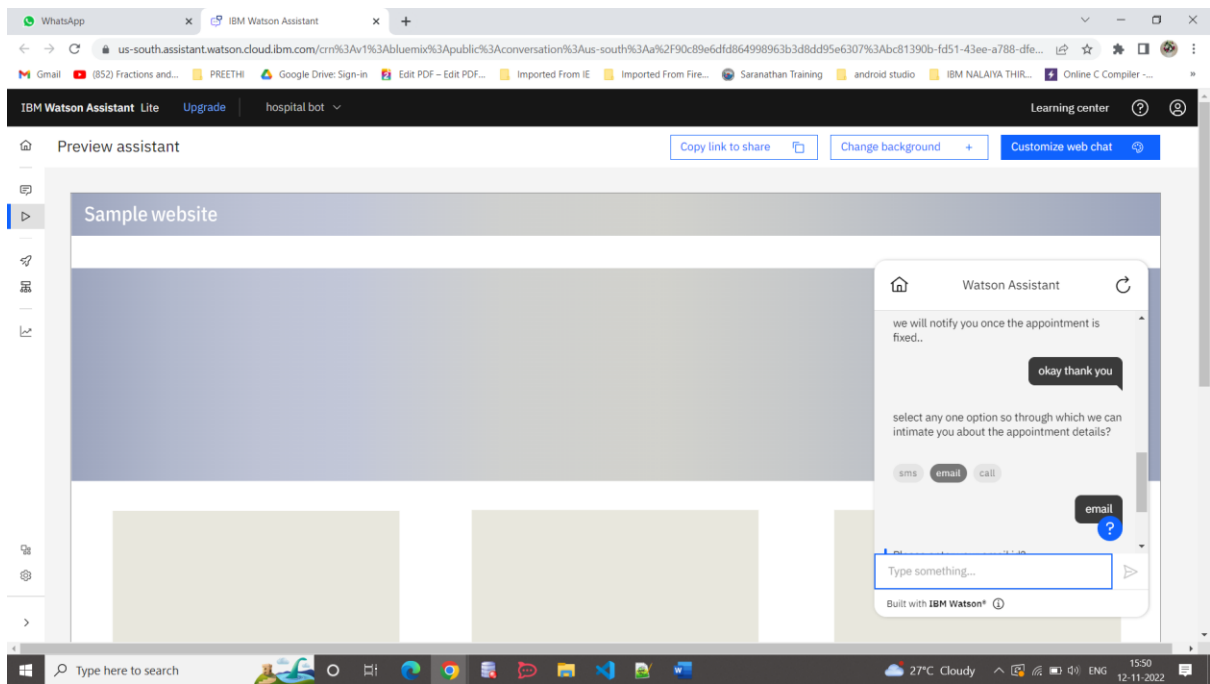 WhatsApp
IBM Watson Assistant
us-south.assistant.watson.cloud.ibm.com/crn%3Av1%3Abluemix%3Apublic%3Aconversation%3Aus-south%3Aa%2F90c89e6dfd864998963b3d8dd95e6307%3Abc81390b-fd51-43ee-a788-dfe...
Gmail (852) Fractions and... PREETHI Google Drive: Sign-in Edit PDF – Edit PDF... Imported From IE Imported From Fire... Saranathan Training android studio IBM NALAIYA THIR... Online C Compiler -... »
IBM Watson Assistant Lite Upgrade hospital bot Learning center
Preview assistant Copy link to share Change background + Customize web chat
Sample website
Watson Assistant
we will notify you once the appointment is
fixed..
okay thank you
select any one option so through which we can
intimate you about the appointment details?
sms email call
email
?
Type something...
Built with IBM Watson®
Type here to search
27°C Cloudy ENG 15:50
12-11-2022